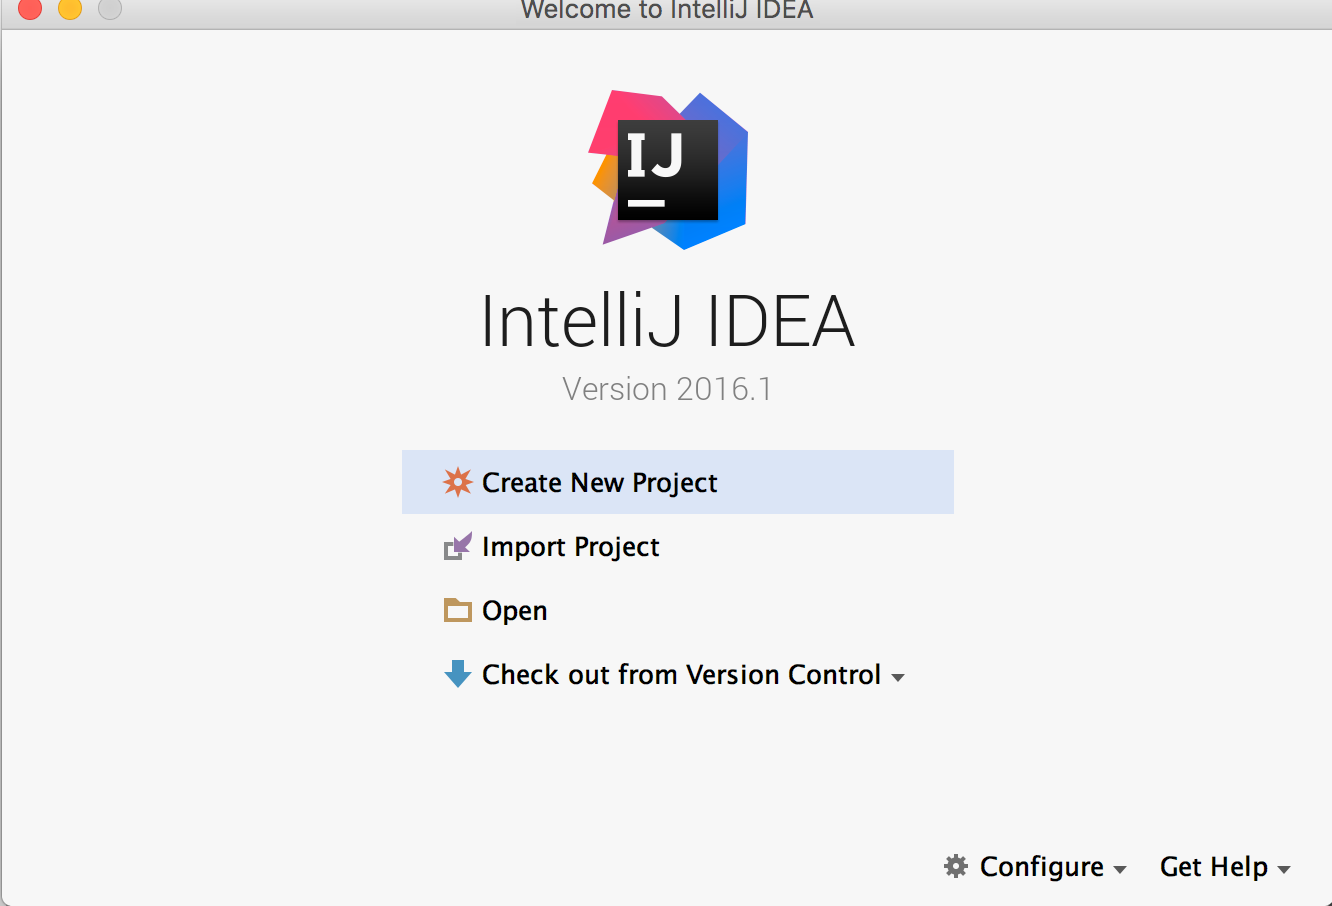 Welcome to IntelliJ IDEA
IJ
IntelliJ IDEA
Version 2016.1
Create New Project
Import Project
Open
Check out from Version Control
Configure
Get Help